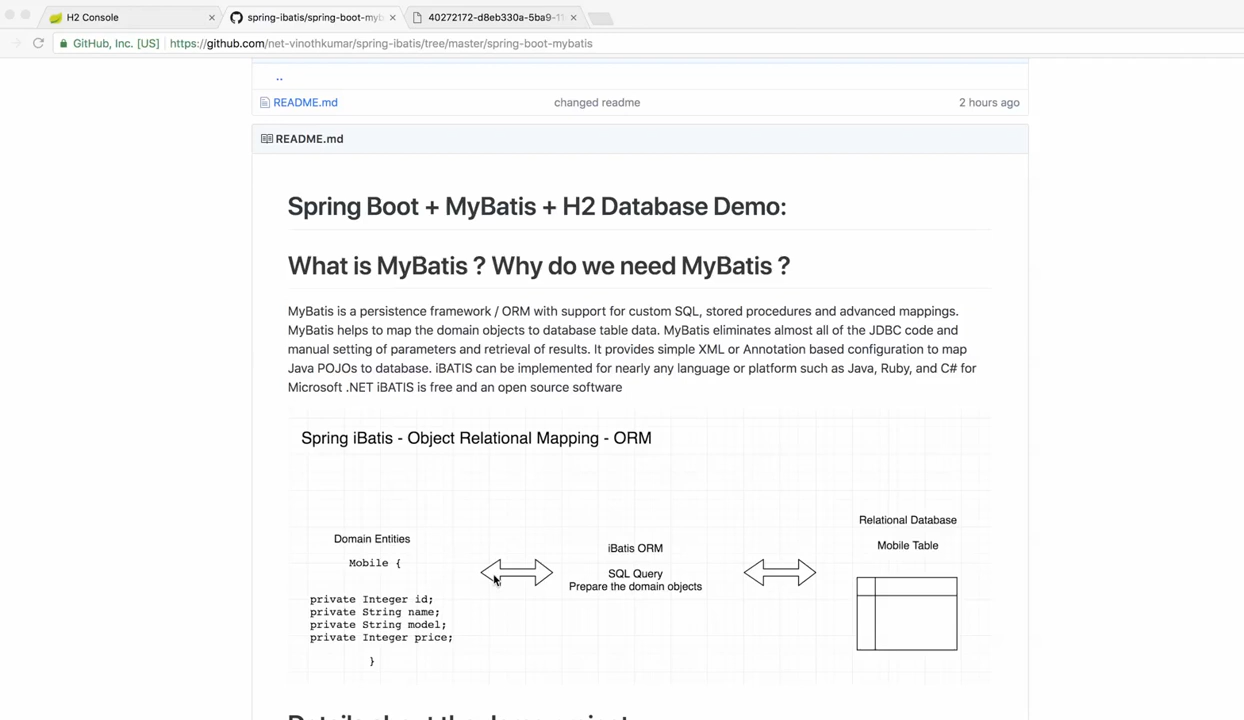 H2 Console
spring-ibatis/spring-boot-myb
40272172-d8eb330a-5ba9-11
GitHub, Inc. [US]
https://github.com/net-vinothkumar/spring-ibatis/tree/master/spring-boot-mybatis
..
README.md changed readme 2 hours ago
README.md
Spring Boot + MyBatis + H2 Database Demo:
What is MyBatis ? Why do we need MyBatis ?
MyBatis is a persistence framework / ORM with support for custom SQL, stored procedures and advanced mappings.
MyBatis helps to map the domain objects to database table data. MyBatis eliminates almost all of the JDBC code and
manual setting of parameters and retrieval of results. It provides simple XML or Annotation based configuration to map
Java POJOs to database. iBATIS can be implemented for nearly any language or platform such as Java, Ruby, and C# for
Microsoft .NET iBATIS is free and an open source software
Spring iBatis - Object Relational Mapping - ORM
Domain Entities
Mobile {
private Integer id;
private String name;
private String model;
private Integer price;
}
iBatis ORM
SQL Query
Prepare the domain objects
Relational Database
Mobile Table